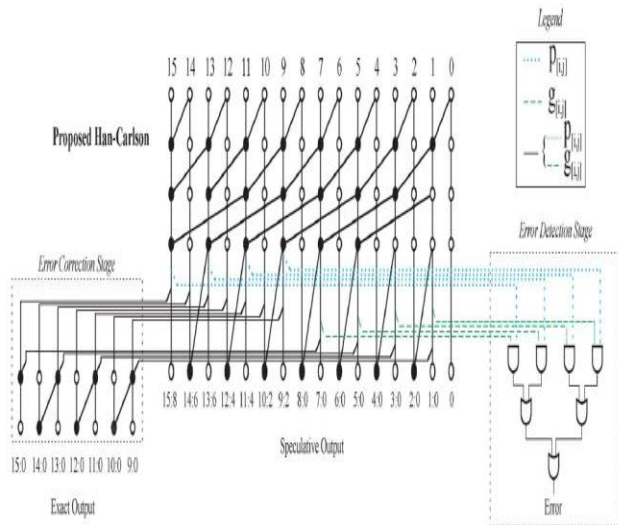 Legend
p[i,j]
g[i,j]
p[i,j]
g[i,j]
15 14 13 12 11 10 9 8 7 6 5 4 3 2 1 0
Proposed Han-Carlson
Error Detection Stage
Error Correction Stage
15:8 14:6 13:6 12:4 11:4 10:2 9:2 8:0 7:0 6:0 5:0 4:0 3:0 2:0 1:0 0
Speculative Output
15:0 14:0 13:0 12:0 11:0 10:0 9:0
Exact Output
Error